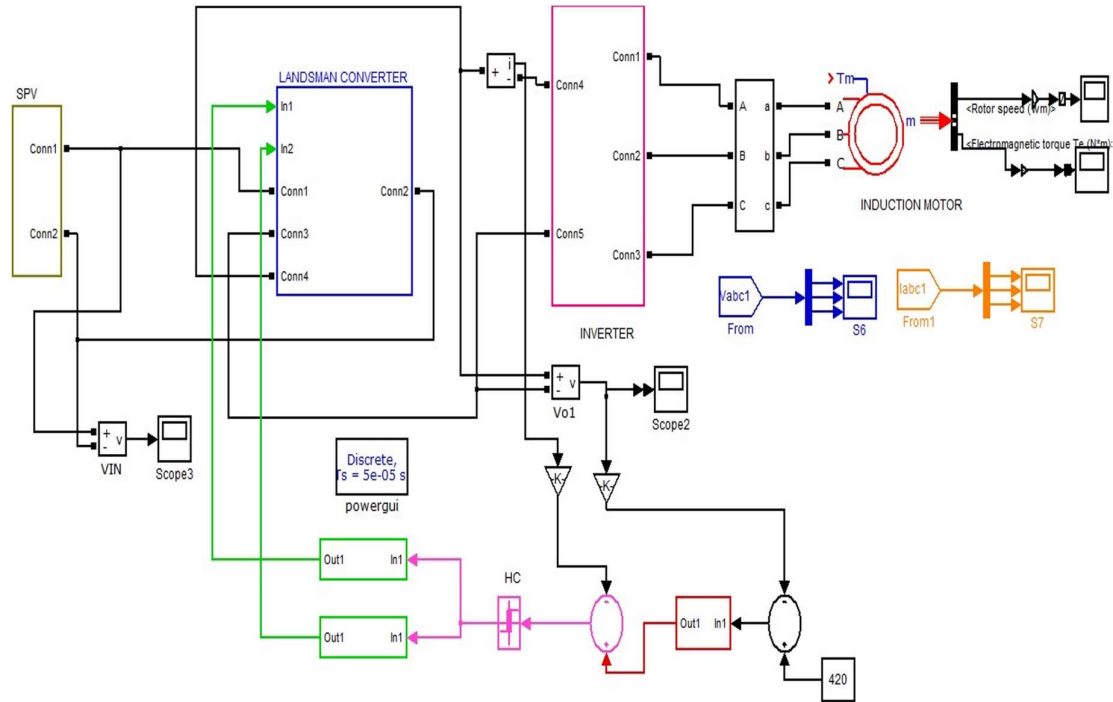 LANDSMAN CONVERTER
SPV
In1
In2
Conn1
Conn2
Conn1
Conn2
Conn3
Conn4
+
-
i
Conn4
Conn1
Conn2
Conn5
Conn3
INVERTER
A
B
C
a
b
c
Tm
A
B
C
m
INDUCTION MOTOR
<Rotor speed (Wm)>
<Electromagnetic torque Te (N*m)>
Vabc1
From
S6
Iabc1
From1
S7
+
-
v
Vo1
Scope2
+
-
v
VIN
Scope3
Discrete,
Ts = 5e-05 s
powergui
-K-
-K-
Out1
In1
Out1
In1
HC
-
+
Out1
In1
-
+
420